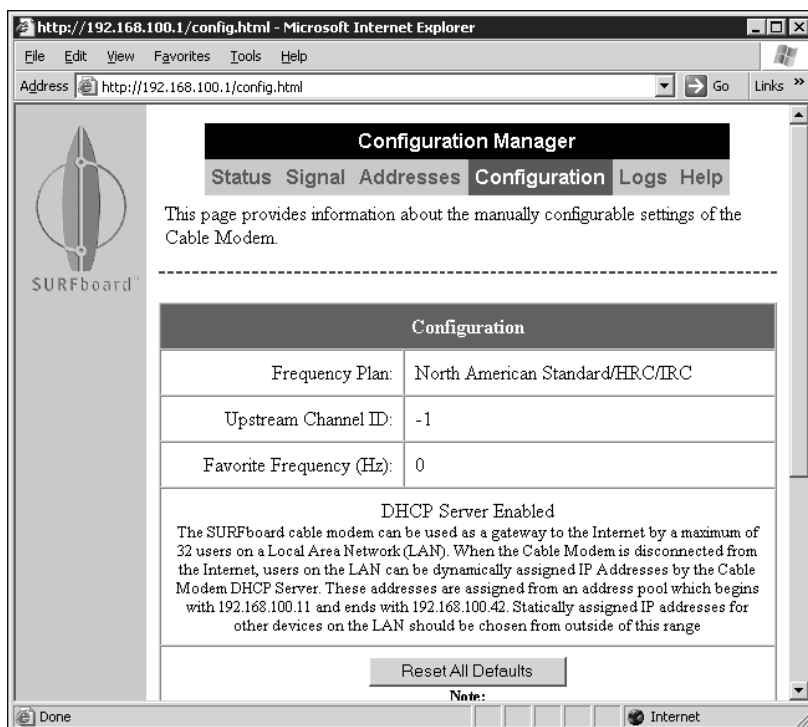 http://192.168.100.1/config.html - Microsoft Internet Explorer
File Edit View Favorites Tools Help
Address http://192.168.100.1/config.html Go Links »
SURFboard™
Configuration Manager
Status Signal Addresses Configuration Logs Help
This page provides information about the manually configurable settings of the
Cable Modem.
Configuration
Frequency Plan: North American Standard/HRC/IRC
Upstream Channel ID: -1
Favorite Frequency (Hz): 0
DHCP Server Enabled
The SURFboard cable modem can be used as a gateway to the Internet by a maximum of
32 users on a Local Area Network (LAN). When the Cable Modem is disconnected from
the Internet, users on the LAN can be dynamically assigned IP Addresses by the Cable
Modem DHCP Server. These addresses are assigned from an address pool which begins
with 192.168.100.11 and ends with 192.168.100.42. Statically assigned IP addresses for
other devices on the LAN should be chosen from outside of this range
Reset All Defaults
Note:
Done Internet